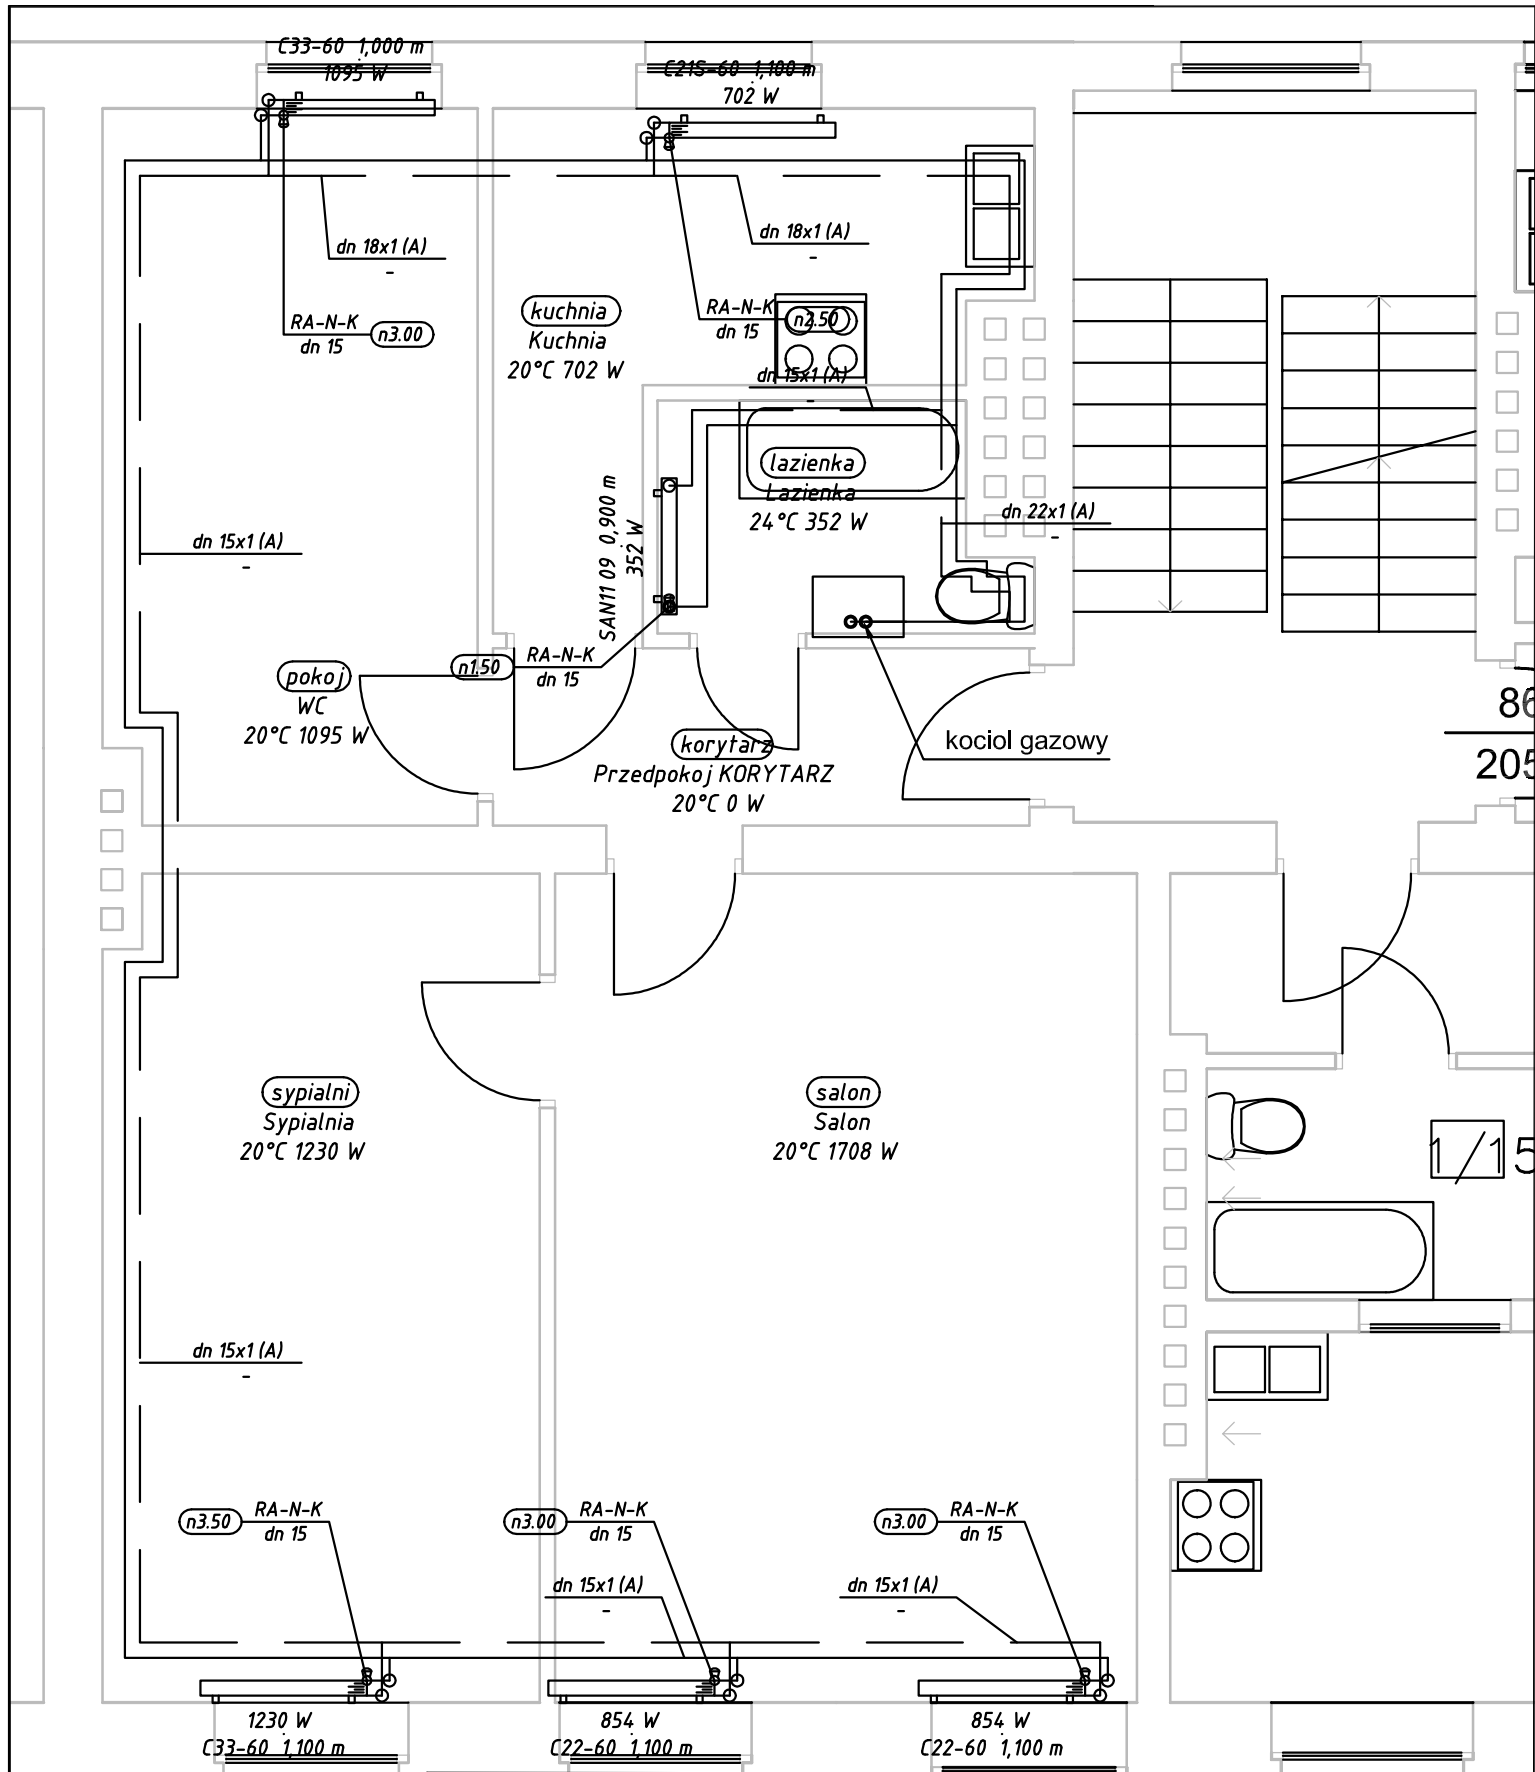 C33-60 1,000 m
1095 W
C21S-60 1,100 m
702 W
dn 18x1 (A)
-
dn 18x1 (A)
-
RA-N-K
dn 15
n3.00
kuchnia
Kuchnia
20°C 702 W
RA-N-K
dn 15
n2.50
dn 15x1 (A)
-
lazienka
Lazienka
24°C 352 W
SAN11 09 0,900 m
352 W
dn 22x1 (A)
-
dn 15x1 (A)
-
n1.50
RA-N-K
dn 15
pokoj
WC
20°C 1095 W
korytarz
Przedpokoj KORYTARZ
20°C 0 W
kociol gazowy
86
205
sypialni
Sypialnia
20°C 1230 W
salon
Salon
20°C 1708 W
1/15
dn 15x1 (A)
-
n3.50
RA-N-K
dn 15
n3.00
RA-N-K
dn 15
n3.00
RA-N-K
dn 15
dn 15x1 (A)
-
dn 15x1 (A)
-
1230 W
C33-60 1,100 m
854 W
C22-60 1,100 m
854 W
C22-60 1,100 m